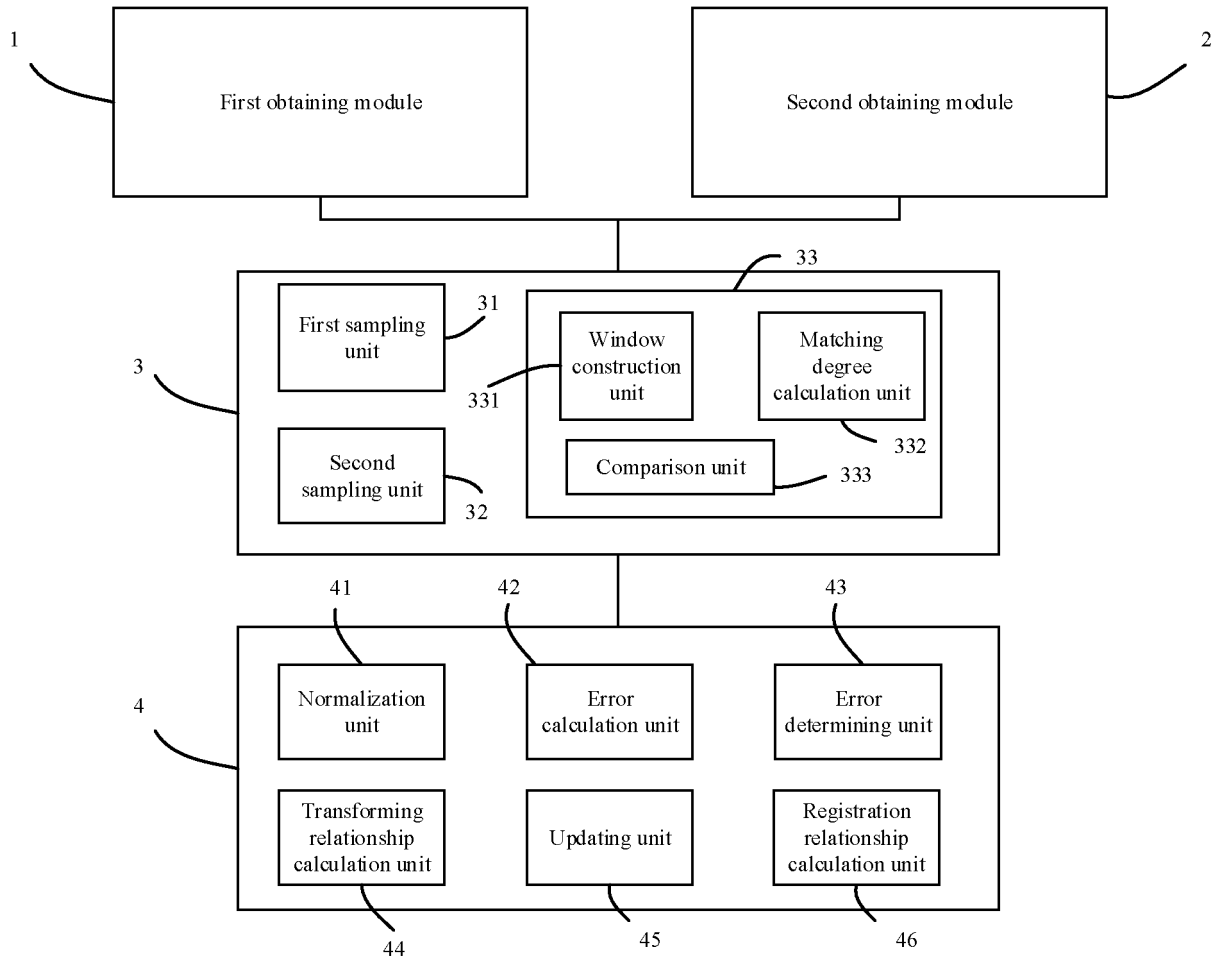 1
First obtaining module
Second obtaining module
2
33
31
First sampling
unit
Window
construction
unit
331
Matching
degree
calculation unit
332
3
Second
sampling unit
32
Comparison unit
333
41
42
43
Normalization
unit
Error
calculation unit
Error
determining unit
4
Transforming
relationship
calculation unit
Updating unit
Registration
relationship
calculation unit
44
45
46